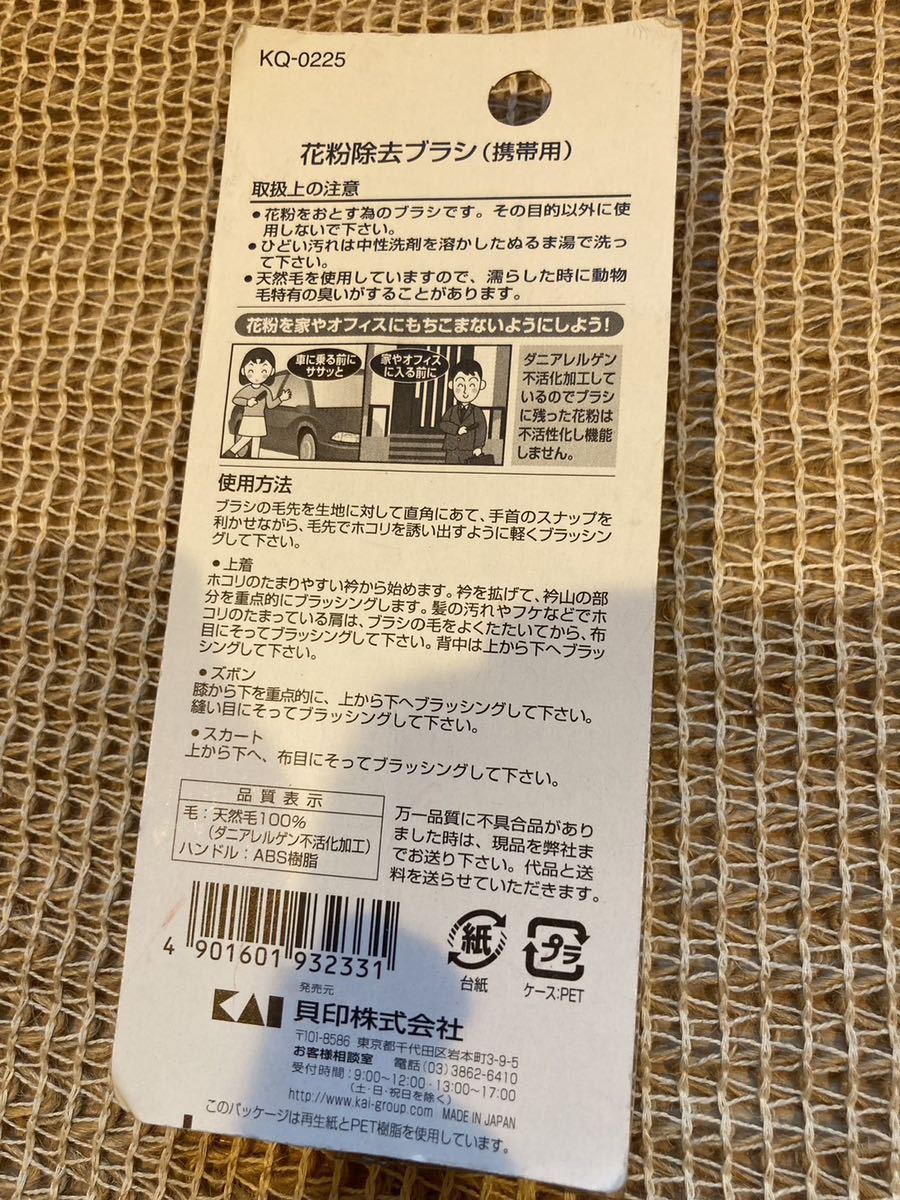 KQ-0225
花粉除去ブラシ(携帯用)
取扱上の注意
●花粉をおとす為のブラシです。その目的以外に使
用しないで下さい。
●ひどい汚れは中性洗剤を溶かしたぬるま湯で洗っ
て下さい。
●天然毛を使用していますので、濡らした時に動物
毛特有の臭いがすることがあります。
花粉を家やオフィスにもちこまないようにしよう!
車に乗る前に
ササッと
家やオフィス
に入る前に
ダニアレルゲン
不活化加工して
いるのでブラシ
に残った花粉は
不活性化し機能
しません。
使用方法
ブラシの毛先を生地に対して直角にあて、手首のスナップを
利かせながら、毛先でホコリを誘い出すように軽くブラッシン
グして下さい。
●上着
ホコリのたまりやすい衿から始めます。衿を拡げて、衿山の部
分を重点的にブラッシングします。髪の汚れやフケなどでホ
コリのたまっている肩は、ブラシの毛をよくたたいてから、布
目にそってブラッシングして下さい。背中は上から下へブラッ
シングして下さい。
●ズボン
膝から下を重点的に、上から下へブラッシングして下さい。
縫い目にそってブラッシングして下さい。
●スカート
上から下へ、布目にそってブラッシングして下さい。
品質表示
毛:天然毛100%
(ダニアレルゲン不活化加工)
ハンドル:ABS樹脂
万一品質に不具合品があり
ました時は、現品を弊社ま
でお送り下さい。代品と送
料を送らせていただきます。
4 901601 932331
紙
台紙
プラ
ケース:PET
発売元
KAI 貝印株式会社
〒101-8586 東京都千代田区岩本町3-9-5
お客様相談室 電話(03)3862-6410
受付時間:9:00~12:00・13:00~17:00
(土・日・祝日を除く)
http://www.kai-group.com MADE IN JAPAN
このパッケージは再生紙とPET樹脂を使用しています。